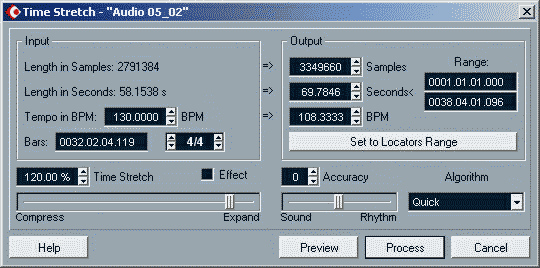 Time Stretch - "Audio 05_02"
Input
Length in Samples: 2791384
Length in Seconds: 58.1538 s
Tempo in BPM: 130.0000 BPM
Bars: 0032.02.04.119 4/4
=>
=>
=>
Output
Range:
3349660 Samples
0001.01.01.000
69.7846 Seconds<
0038.04.01.096
108.3333 BPM
Set to Locators Range
120.00 % Time Stretch
Effect
Compress Expand
0 Accuracy
Sound Rhythm
Algorithm
Quick
Help
Preview
Process
Cancel